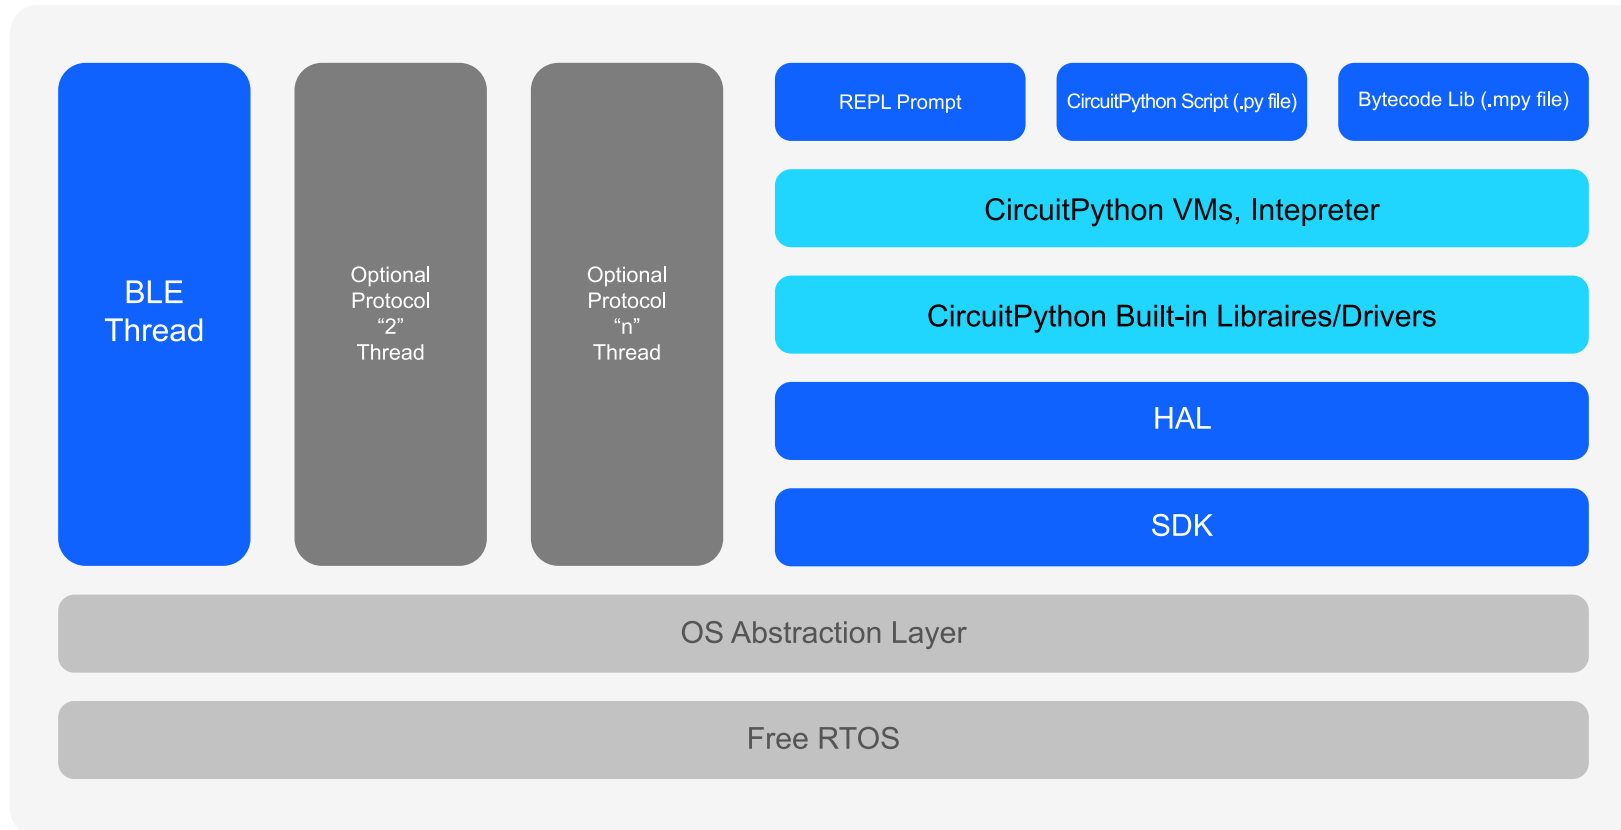 BLE
Thread
Optional
Protocol
“2”
Thread
Optional
Protocol
“n”
Thread
REPL Prompt
CircuitPython Script (.py file)
Bytecode Lib (.mpy file)
CircuitPython VMs, Intepreter
CircuitPython Built-in Libraires/Drivers
HAL
SDK
OS Abstraction Layer
Free RTOS